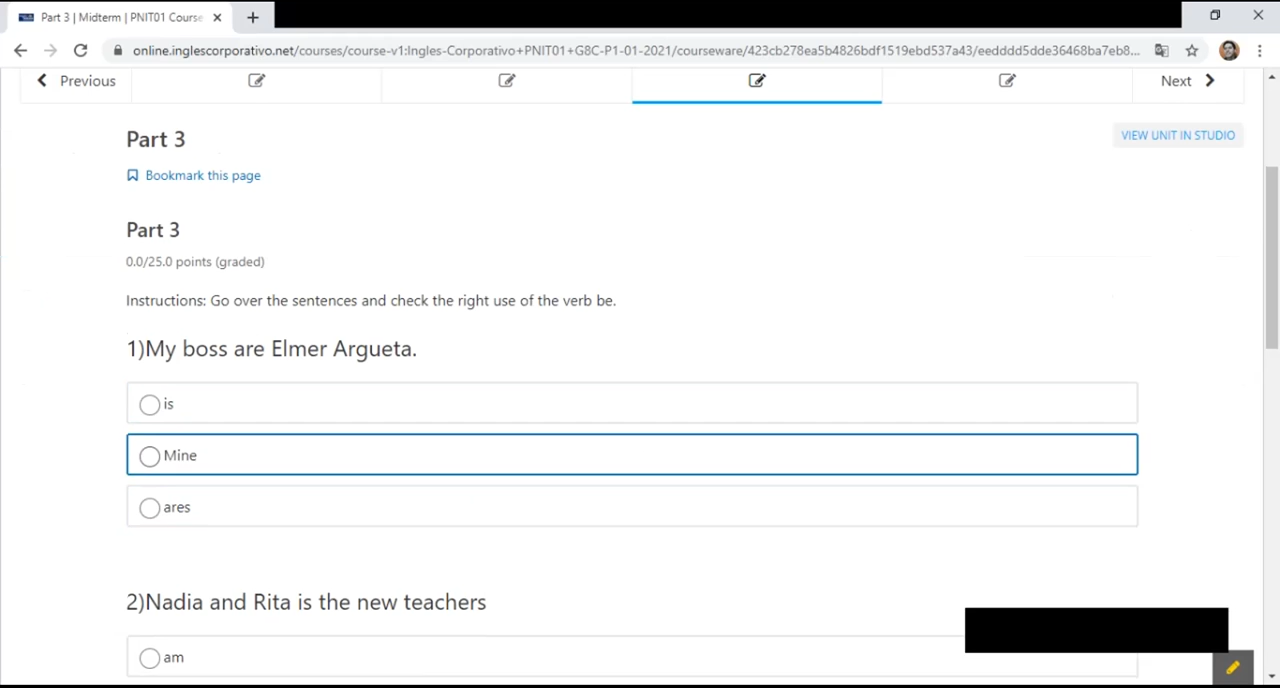 Part 3 | Midterm | PNIT01 Course
online.inglescorporativo.net/courses/course-v1:Ingles-Corporativo+PNIT01+G8C-P1-01-2021/courseware/423cb278ea5b4826bdf1519ebd537a43/eedddd5dde36468ba7eb8...
Previous
Next
Part 3
VIEW UNIT IN STUDIO
Bookmark this page
Part 3
0.0/25.0 points (graded)
Instructions: Go over the sentences and check the right use of the verb be.
1)My boss are Elmer Argueta.
is
Mine
ares
2)Nadia and Rita is the new teachers
am